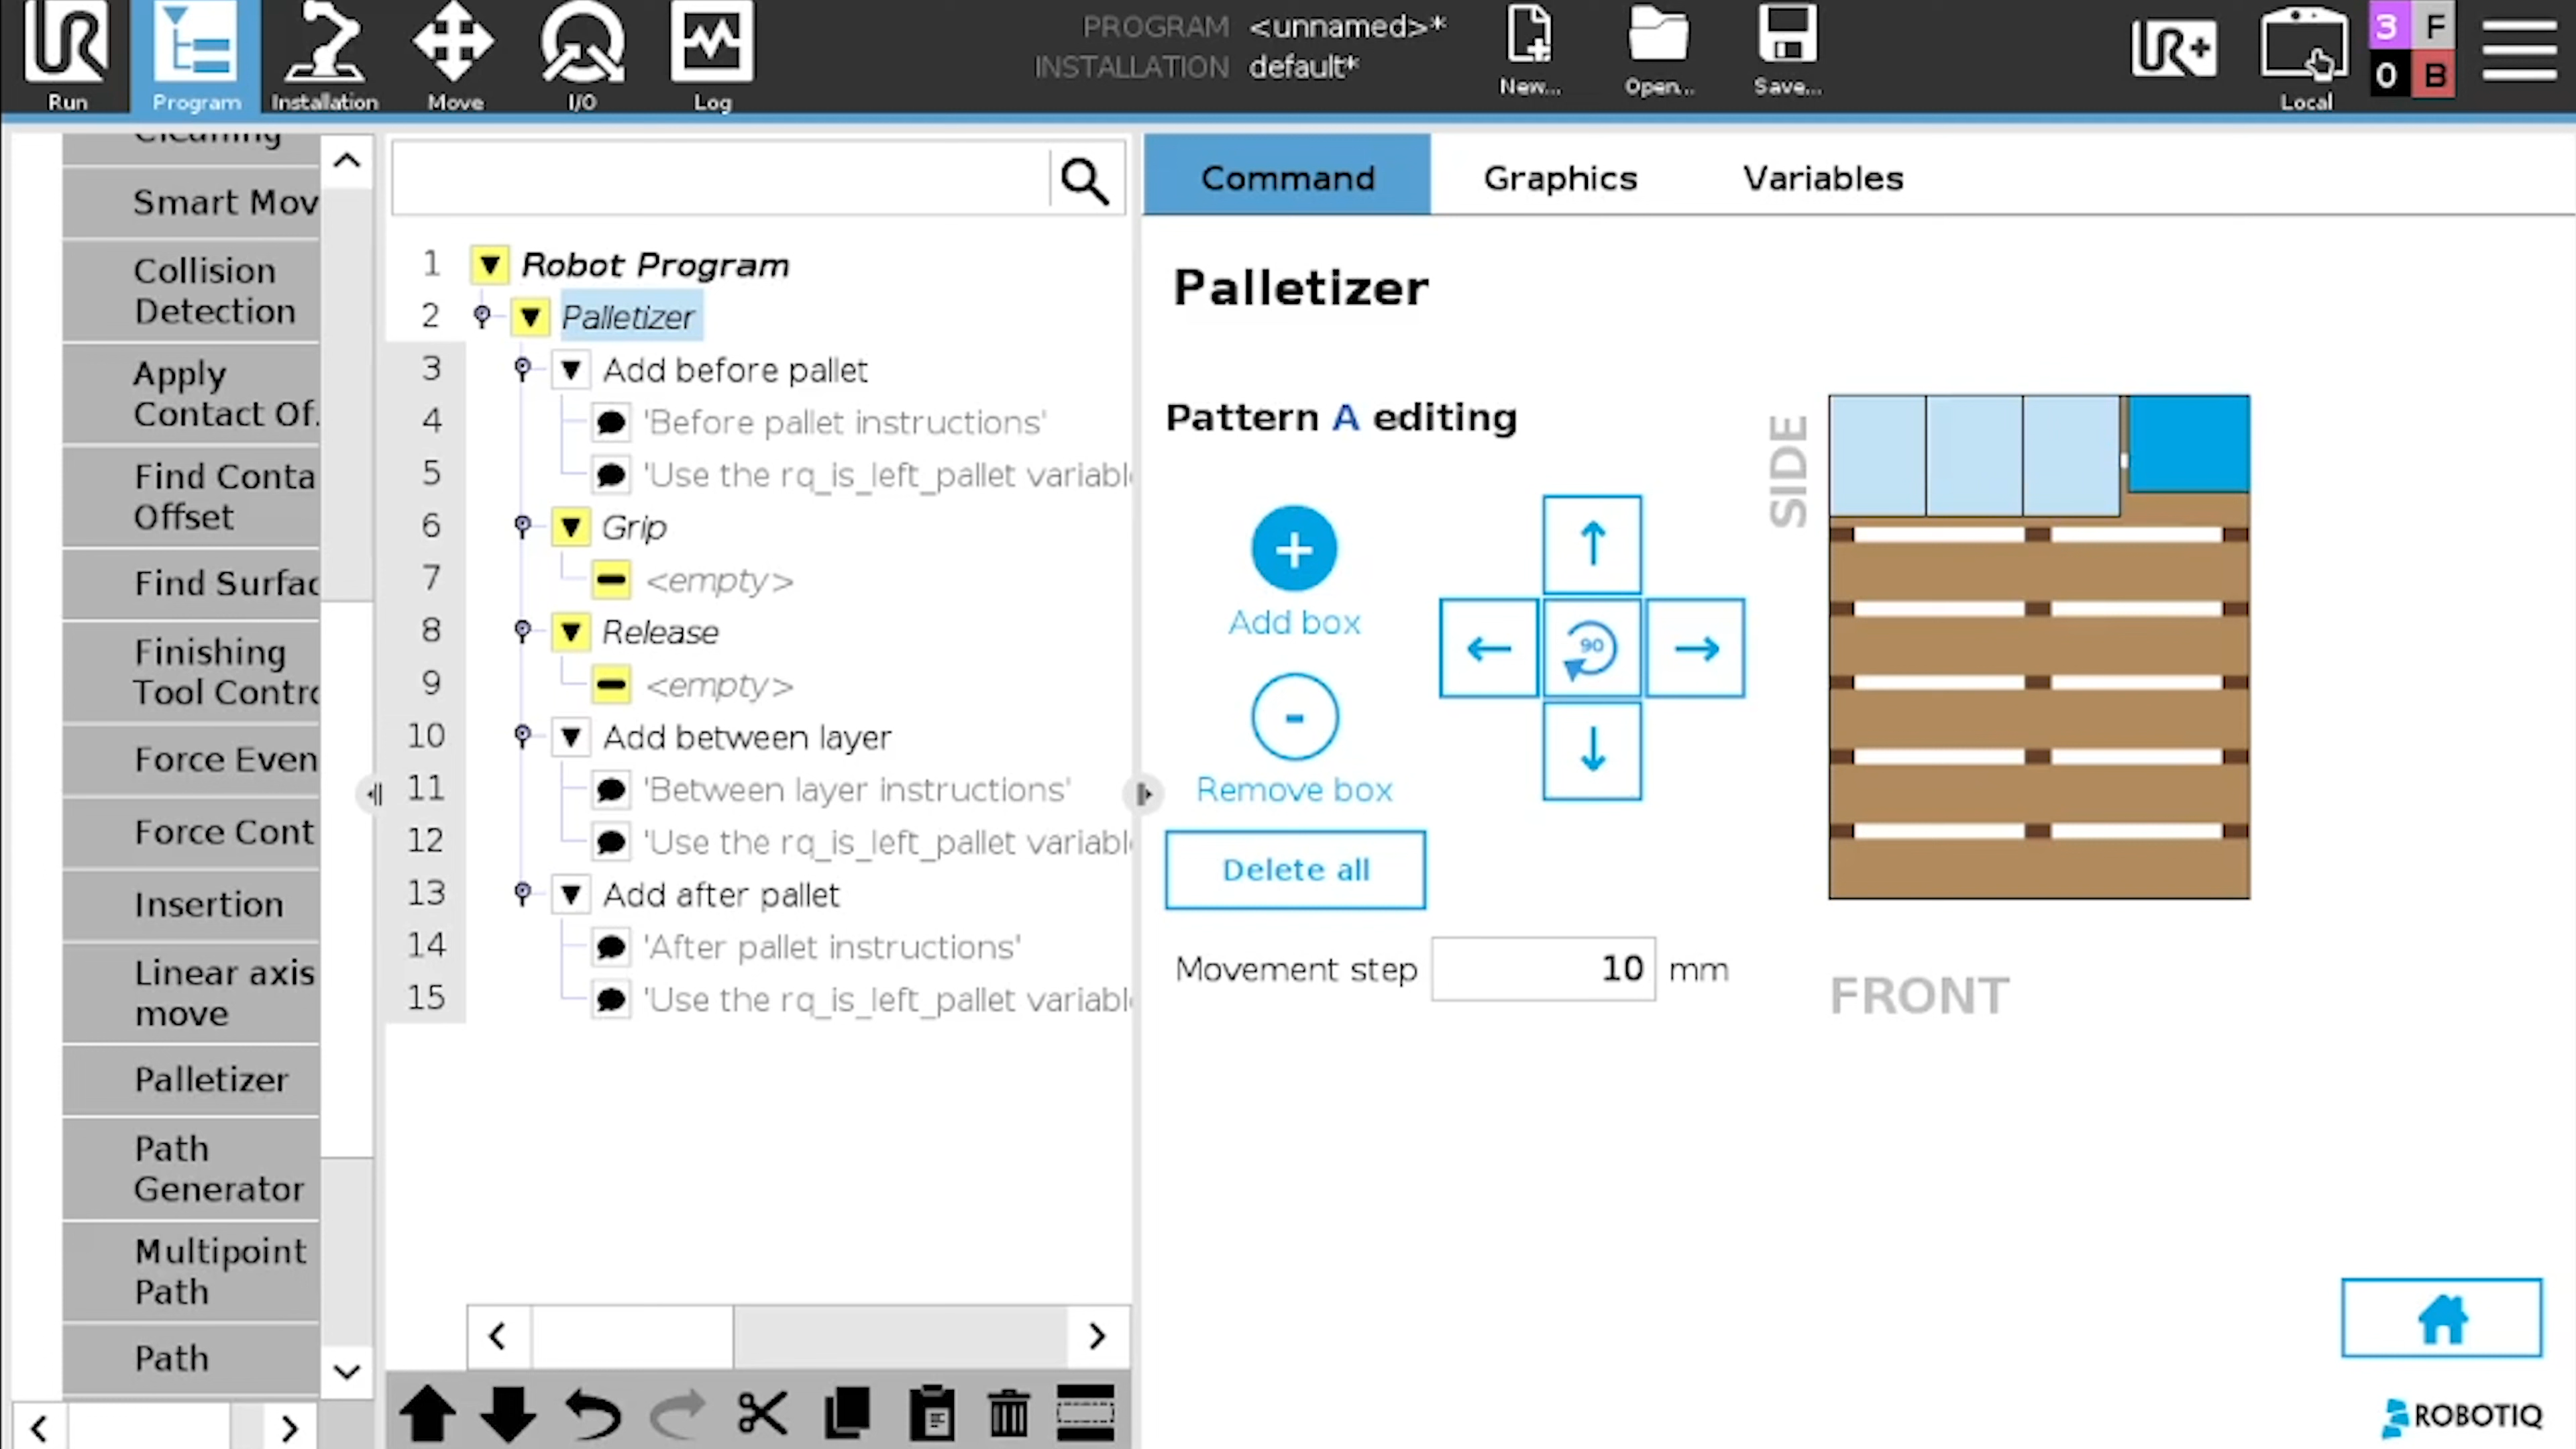 PROGRAM <unnamed>*
INSTALLATION default*
Run
Program
Installation
Move
I/O
Log
New...
Open...
Save...
UR+
Local
3 F
0 B
Cleaning
Smart Mov
Collision
Detection
Apply
Contact Of.
Find Conta
Offset
Find Surfac
Finishing
Tool Contro
Force Even
Force Cont
Insertion
Linear axis
move
Palletizer
Path
Generator
Multipoint
Path
Path
1 Robot Program
2 Palletizer
3 Add before pallet
4 'Before pallet instructions'
5 'Use the rq_is_left_pallet variabl
6 Grip
7 <empty>
8 Release
9 <empty>
10 Add between layer
11 'Between layer instructions'
12 'Use the rq_is_left_pallet variabl
13 Add after pallet
14 'After pallet instructions'
15 'Use the rq_is_left_pallet variabl
Command Graphics Variables
Palletizer
Pattern A editing
Add box
90
-
Remove box
Delete all
Movement step 10 mm
SIDE
FRONT
ROBOTIQ